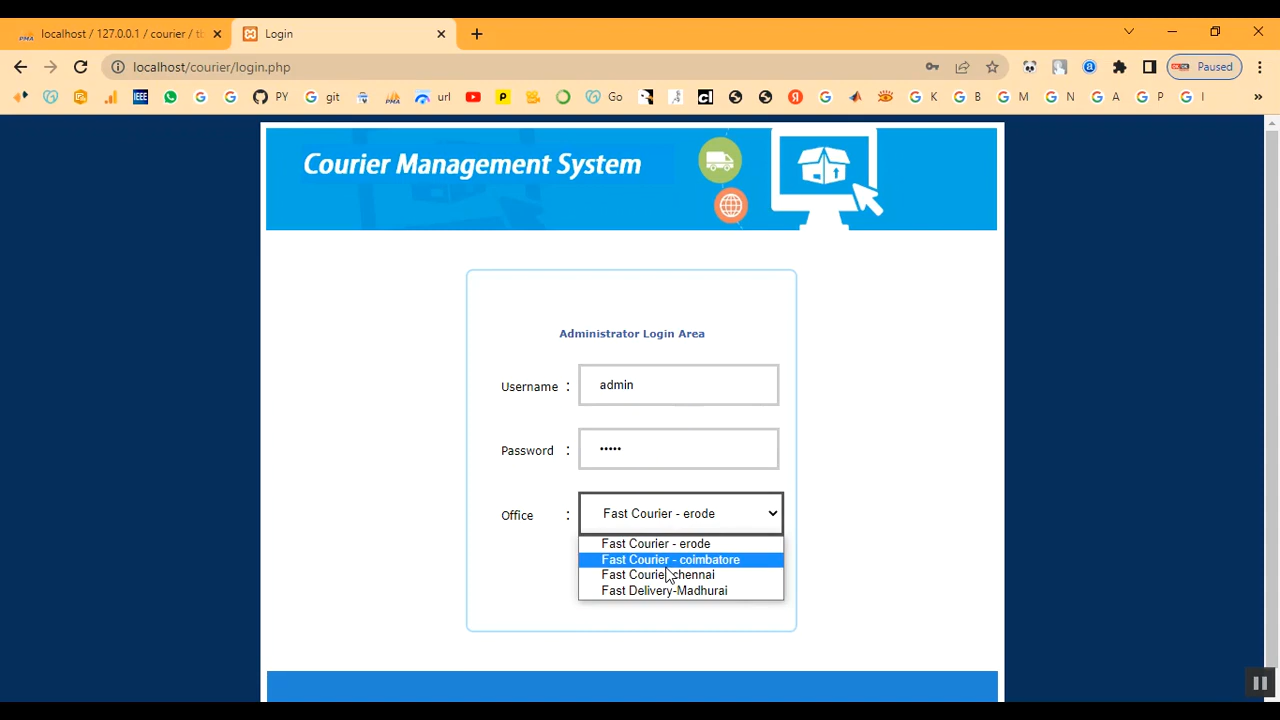 localhost / 127.0.0.1 / courier / tb
Login
localhost/courier/login.php
Paused
IEEE
PY
git
url
Go
K
B
M
N
A
P
I
Courier Management System
Administrator Login Area
Username : admin
Password : •••••
Office : Fast Courier - erode
Fast Courier - erode
Fast Courier - coimbatore
Fast Courier chennai
Fast Delivery-Madhurai